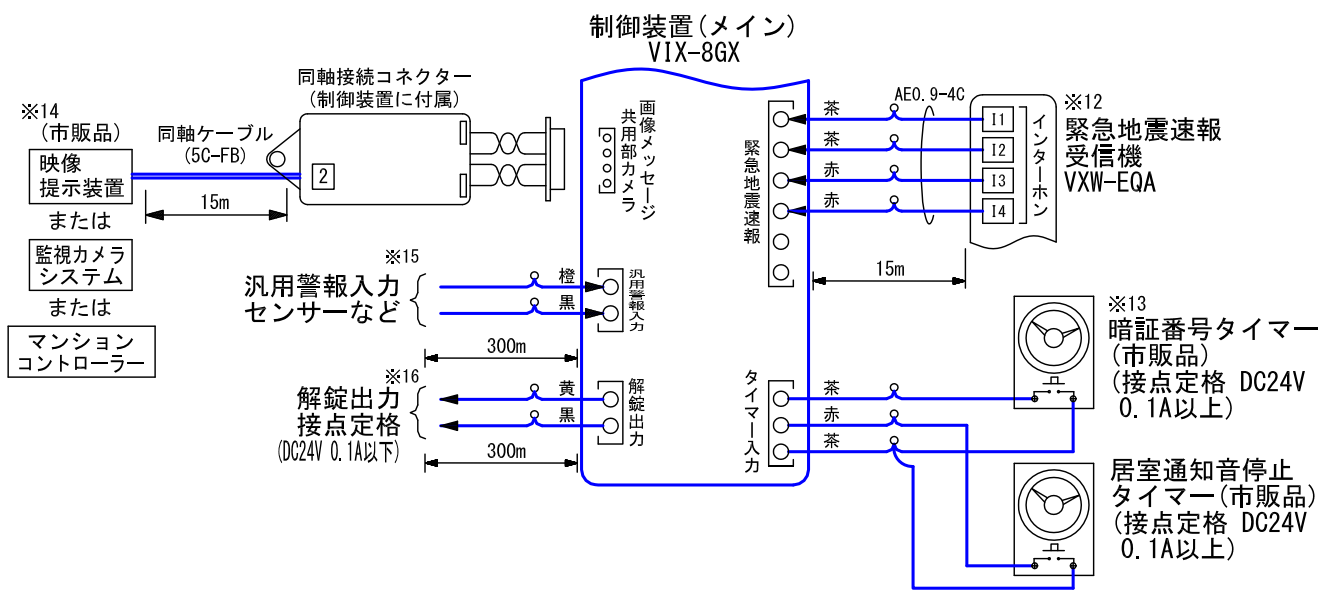 制御装置(メイン)
VIX-8GX
※14
(市販品)
映像
提示装置
または
監視カメラ
システム
または
マンション
コントローラー
同軸ケーブル
(5C-FB)
15m
同軸接続コネクター
(制御装置に付属)
2
画像メッセージ
共用部カメラ
※15
汎用警報入力
センサーなど
橙
黒
汎用警報入力
300m
※16
解錠出力
接点定格
(DC24V 0.1A以下)
黄
黒
解錠出力
300m
緊急地震速報
茶
茶
赤
赤
AE0.9-4C
I1
I2
I3
I4
インターホン
※12
緊急地震速報
受信機
VXW-EQA
15m
タイマー入力
茶
赤
茶
※13
暗証番号タイマー
(市販品)
(接点定格 DC24V
0.1A以上)
居室通知音停止
タイマー(市販品)
(接点定格 DC24V
0.1A以上)